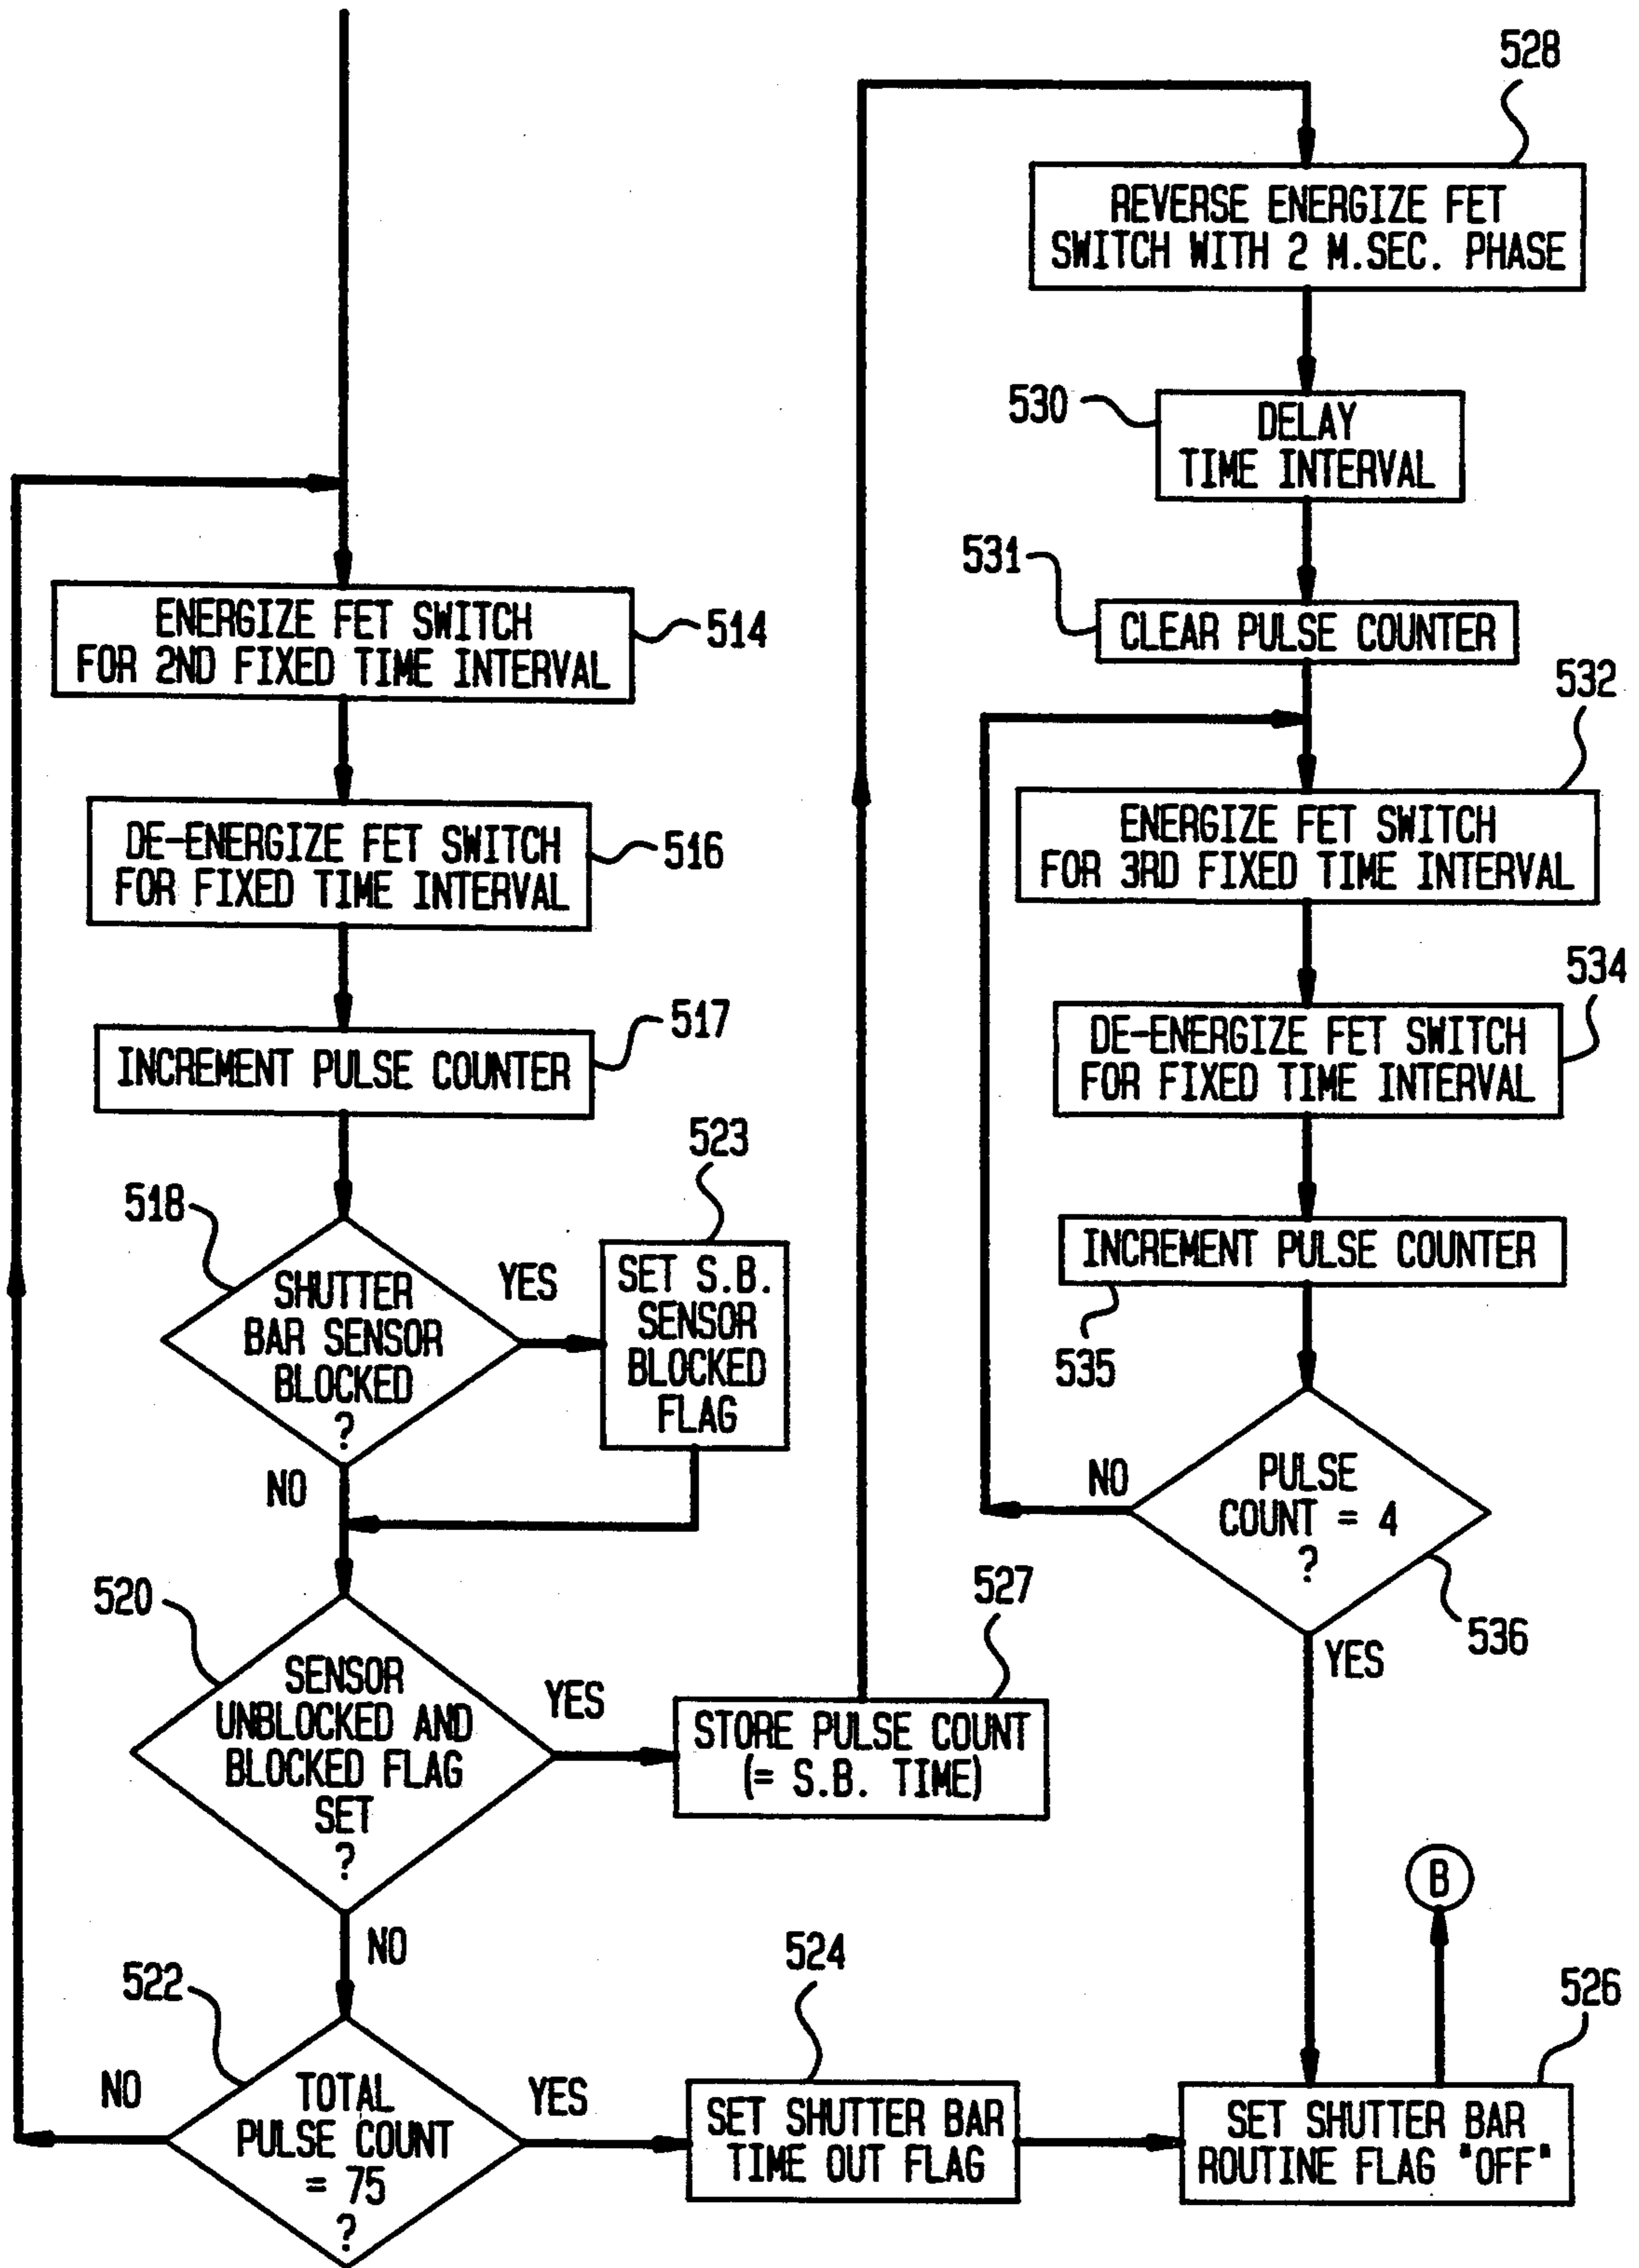 514
ENERGIZE FET SWITCH
FOR 2ND FIXED TIME INTERVAL
516
DE-ENERGIZE FET SWITCH
FOR FIXED TIME INTERVAL
517
INCREMENT PULSE COUNTER
518
SHUTTER
BAR SENSOR
BLOCKED
?
YES
NO
523
SET S.B.
SENSOR
BLOCKED
FLAG
520
SENSOR
UNBLOCKED AND
BLOCKED FLAG
SET
?
YES
NO
527
STORE PULSE COUNT
(= S.B. TIME)
522
TOTAL
PULSE COUNT
= 75
?
NO
YES
524
SET SHUTTER BAR
TIME OUT FLAG
528
REVERSE ENERGIZE FET
SWITCH WITH 2 M.SEC. PHASE
530
DELAY
TIME INTERVAL
531
CLEAR PULSE COUNTER
532
ENERGIZE FET SWITCH
FOR 3RD FIXED TIME INTERVAL
534
DE-ENERGIZE FET SWITCH
FOR FIXED TIME INTERVAL
INCREMENT PULSE COUNTER
535
PULSE
COUNT = 4
?
NO
536
YES
B
526
SET SHUTTER BAR
ROUTINE FLAG "OFF"